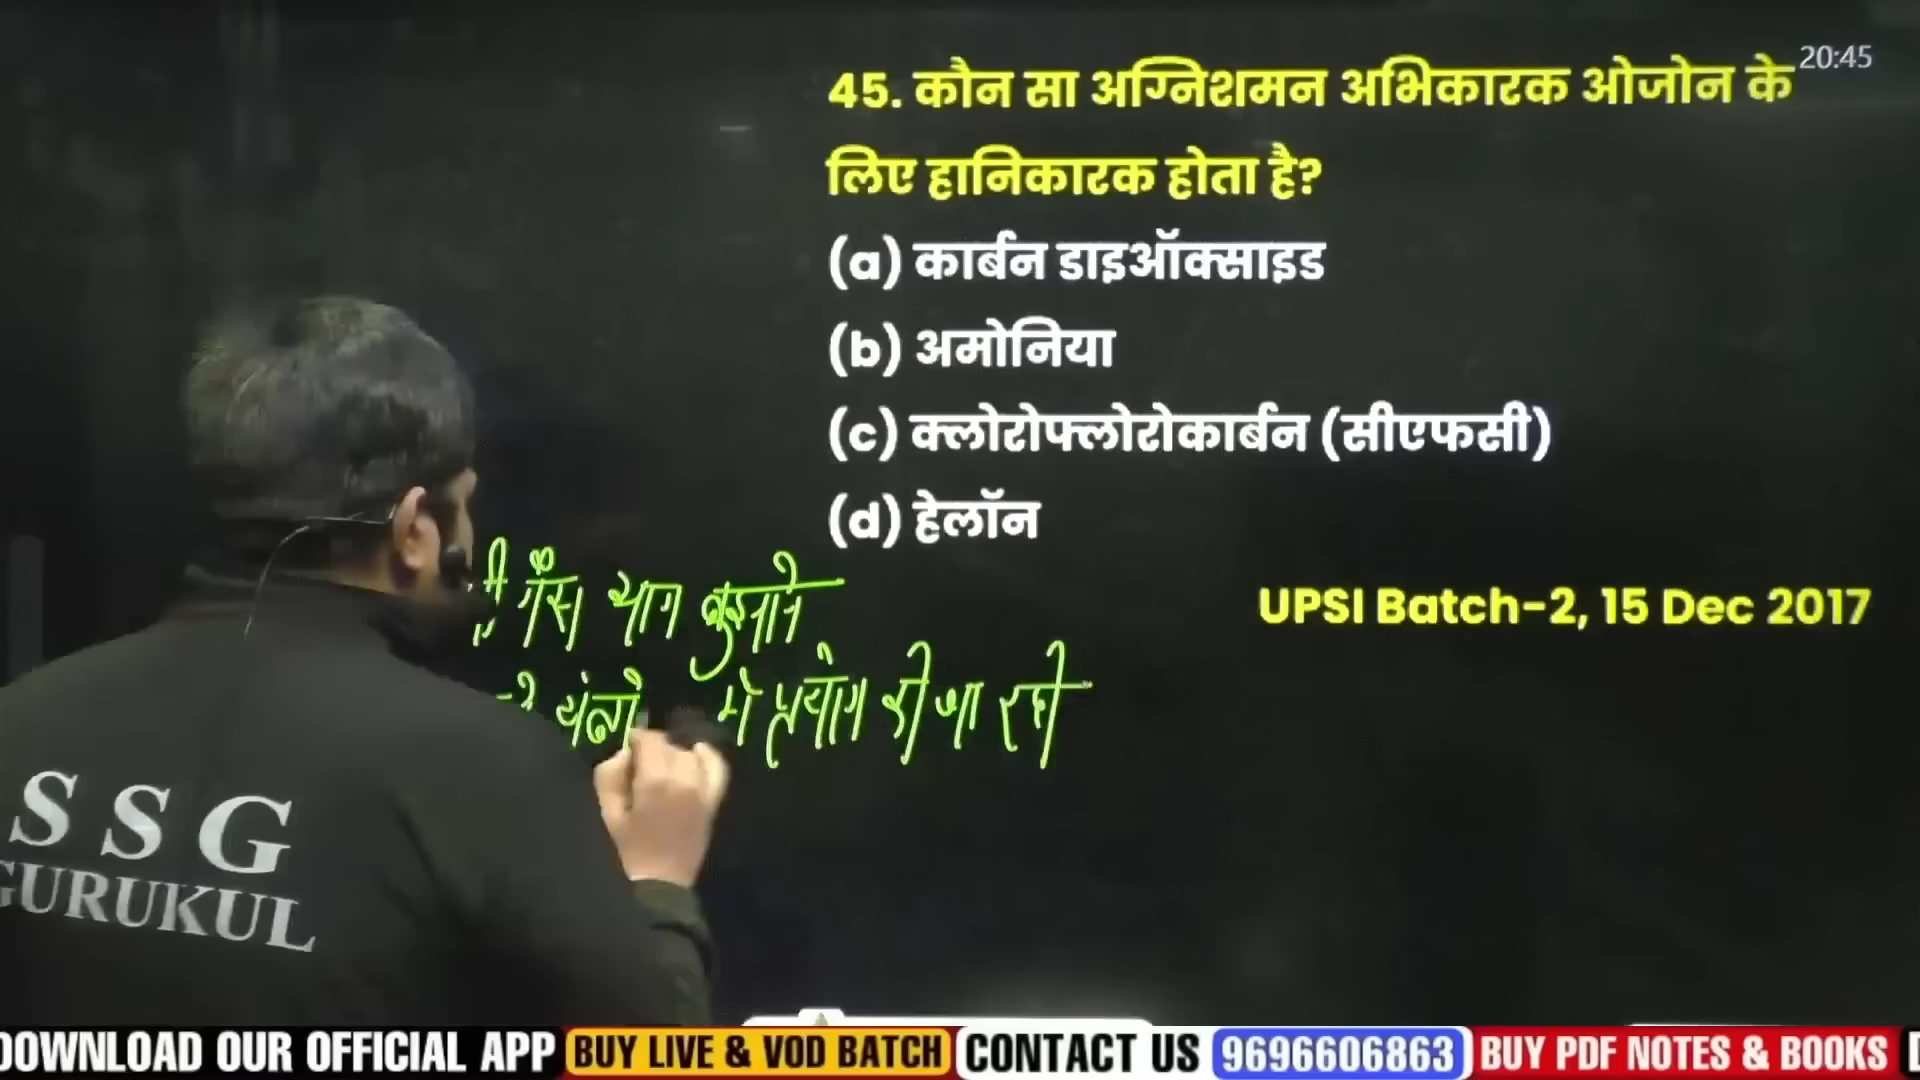 20:45
45. कौन सा अग्निशमन अभिकारक ओजोन के
लिए हानिकारक होता है?
(a) कार्बन डाइऑक्साइड
(b) अमोनिया
(c) क्लोरोफ्लोरोकार्बन (सीएफसी)
(d) हेलॉन
UPSI Batch-2, 15 Dec 2017
गैस आग बुझाने
यंत्रो में प्रयोग की जा रही
SSG
GURUKUL
DOWNLOAD OUR OFFICIAL APP BUY LIVE & VOD BATCH CONTACT US 9696606863 BUY PDF NOTES & BOOKS